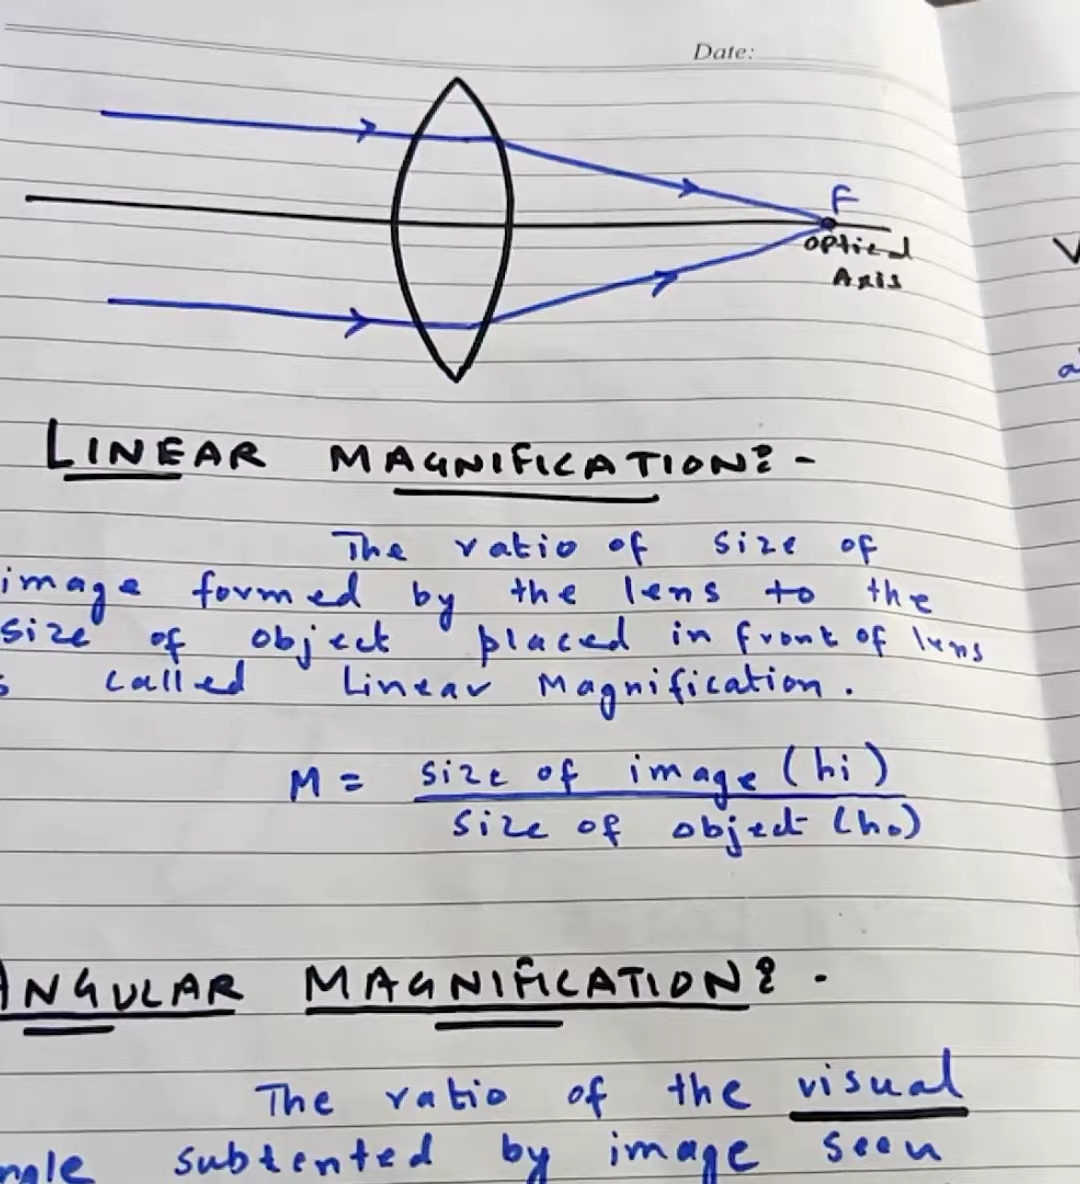 Date:
F
optical
Axis
LINEAR MAGNIFICATION:-
The ratio of size of
image formed by the lens to the
size of object placed in front of lens
called Linear Magnification.
M = size of image (hi)
size of object (ho)
ANGULAR MAGNIFICATION:-
The ratio of the visual
subtented by image seen